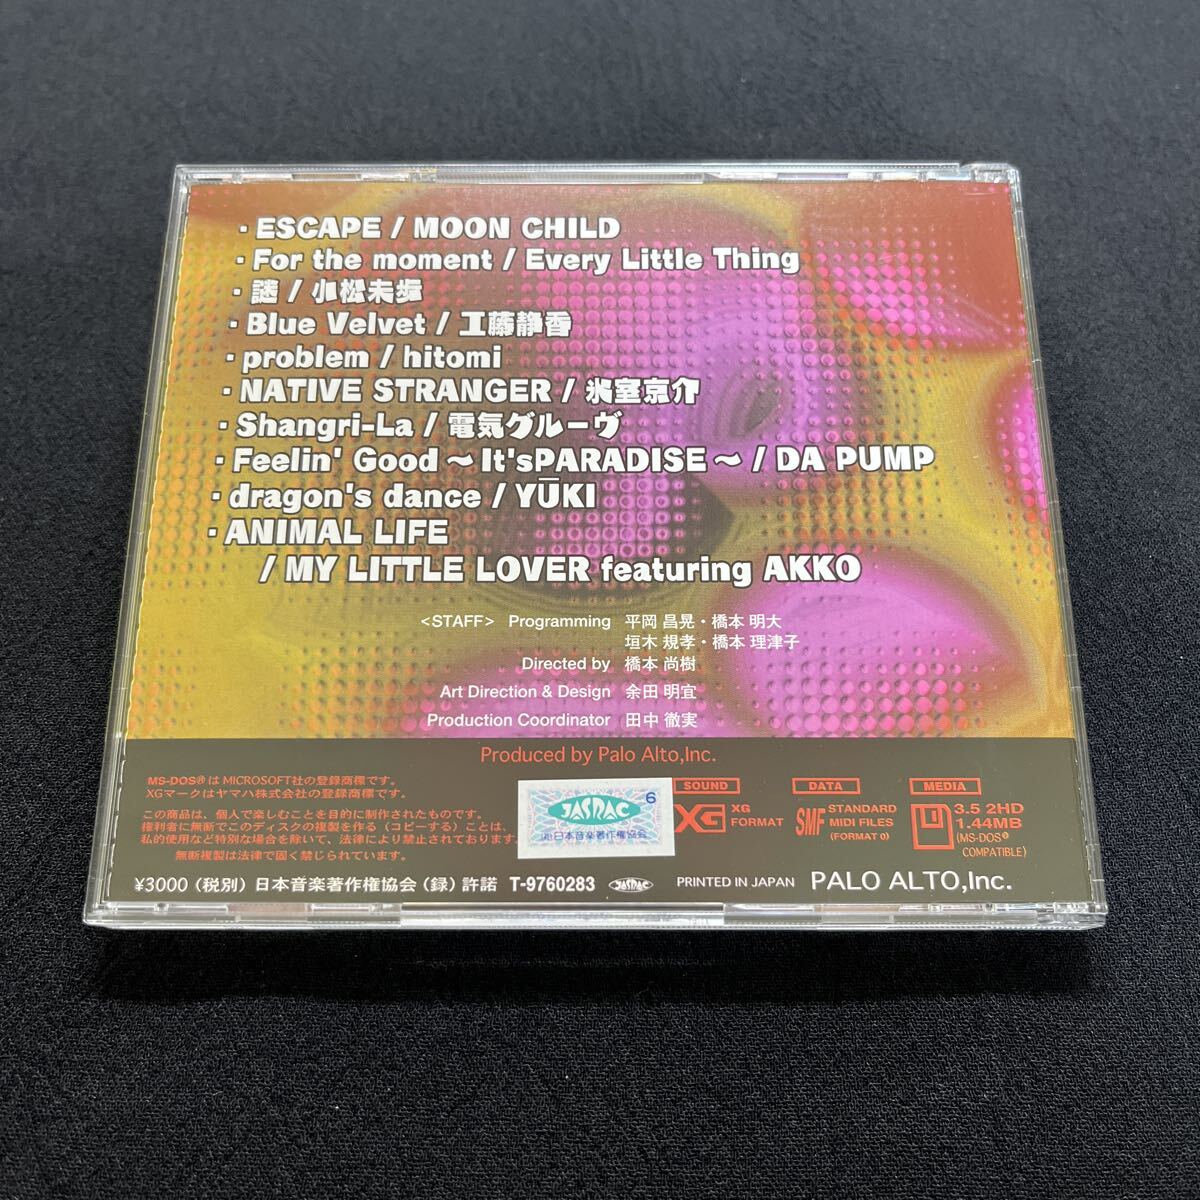 ・ESCAPE / MOON CHILD
・For the moment / Every Little Thing
・謎 / 小松未歩
・Blue Velvet / 工藤静香
・problem / hitomi
・NATIVE STRANGER / 氷室京介
・Shangri-La / 電気グルーヴ
・Feelin' Good ～ It'sPARADISE ～ / DA PUMP
・dragon's dance / YŪKI
・ANIMAL LIFE
/ MY LITTLE LOVER featuring AKKO
<STAFF> Programming 平岡 昌晃・橋本 明大
垣木 規孝・橋本 理津子
Directed by 橋本 尚樹
Art Direction & Design 余田 明宜
Production Coordinator 田中 徹実
Produced by Palo Alto,Inc.
MS-DOS®はMICROSOFT社の登録商標です。
XGマークはヤマハ株式会社の登録商標です。
この商品は、個人で楽しむことを目的に制作されたものです。
権利者に無断でこのディスクの複製を作る（コピーする）ことは、
私的使用など特別な場合を除いて、法律により禁止されております。
無断複製は法律で固く禁じられています。
JASRAC 6
(社)日本音楽著作権協会
SOUND
XG XG FORMAT
DATA
SMF STANDARD MIDI FILES (FORMAT 0)
MEDIA
3.5 2HD
1.44MB
(MS-DOS®
COMPATIBLE)
¥3000（税別）日本音楽著作権協会（録）許諾 T-9760283 JASRAC PRINTED IN JAPAN PALO ALTO,Inc.